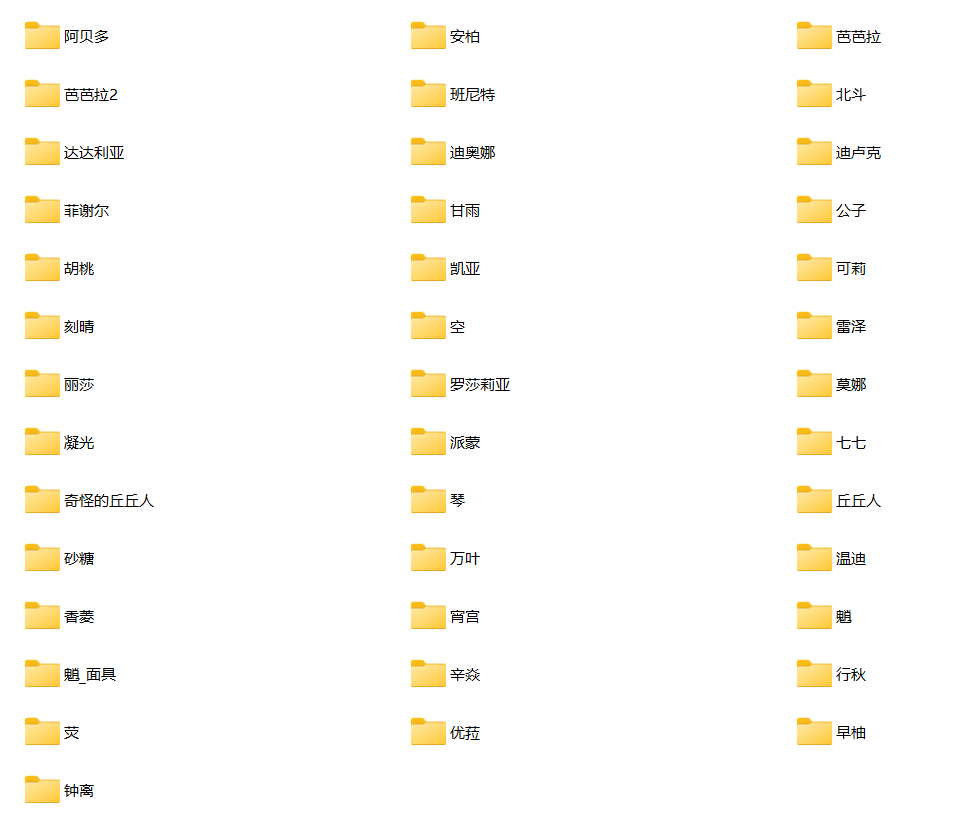 阿贝多
安柏
芭芭拉
芭芭拉2
班尼特
北斗
达达利亚
迪奥娜
迪卢克
菲谢尔
甘雨
公子
胡桃
凯亚
可莉
刻晴
空
雷泽
丽莎
罗莎莉亚
莫娜
凝光
派蒙
七七
奇怪的丘丘人
琴
丘丘人
砂糖
万叶
温迪
香菱
宵宫
魈
魈_面具
辛焱
行秋
荧
优菈
早柚
钟离